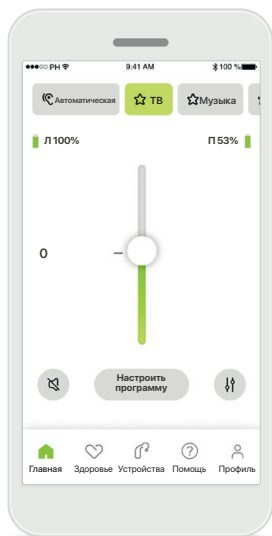 PH 9:41 AM 100 %
Автоматическая ТВ Музыка
Л 100% П 53%
0
Настроить
программу
Главная Здоровье Устройства Помощь Профиль